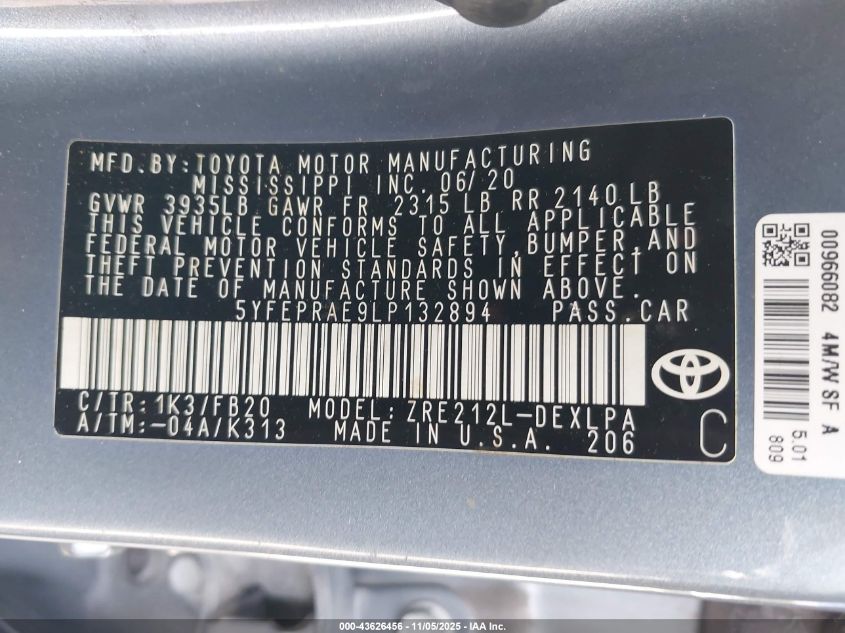 MFD.BY:TOYOTA MOTOR MANUFACTURING
MISSISSIPPI INC. 06/20
GVWR 3935LB GAWR FR 2315 LB RR 2140 LB
THIS VEHICLE CONFORMS TO ALL APPLICABLE
FEDERAL MOTOR VEHICLE SAFETY,BUMPER,AND
THEFT PREVENTION STANDARDS IN EFFECT ON
THE DATE OF MANUFACTURE SHOWN ABOVE.
5YFEPRAE9LP132894 PASS.CAR
C/TR:1K3/FB20 MODEL:ZRE212L-DEXLPA
A/TM:-04A/K313 MADE IN U.S.A. 206
C
00966082 4M/W SF A
5.01
809
000-43626456 - 11/05/2025 - IAA Inc.